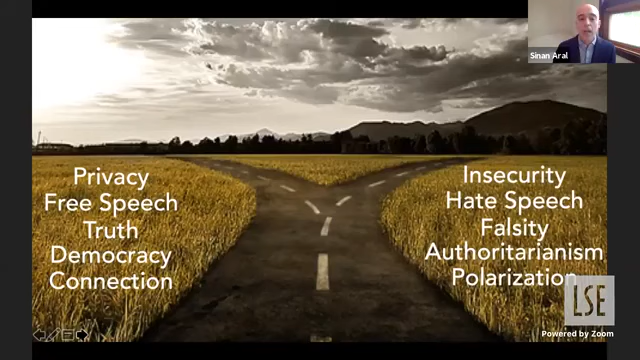 Sinan Aral
Privacy
Free Speech
Truth
Democracy
Connection
Insecurity
Hate Speech
Falsity
Authoritarianism
Polarization
LSE
Powered by Zoom